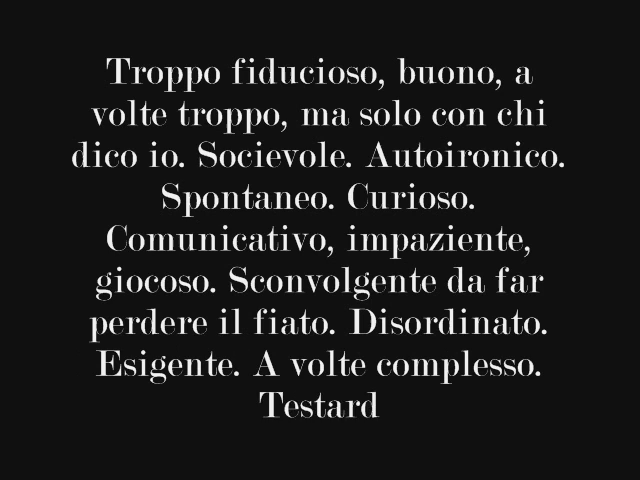 Troppo fiducioso, buono, a
volte troppo, ma solo con chi
dico io. Socievole. Autoironico.
Spontaneo. Curioso.
Comunicativo, impaziente,
giocoso. Sconvolgente da far
perdere il fiato. Disordinato.
Esigente. A volte complesso.
Testard